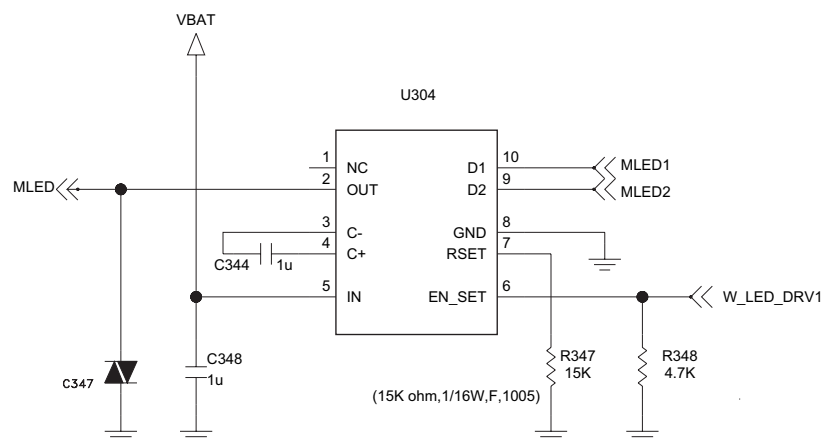 VBAT
U304
1 NC D1 10 MLED1
MLED 2 OUT D2 9 MLED2
3 C- GND 8
4 C+ RSET 7
C344 1u
5 IN EN_SET 6 W_LED_DRV1
C347
C348
1u
R347
15K
R348
4.7K
(15K ohm,1/16W,F,1005)